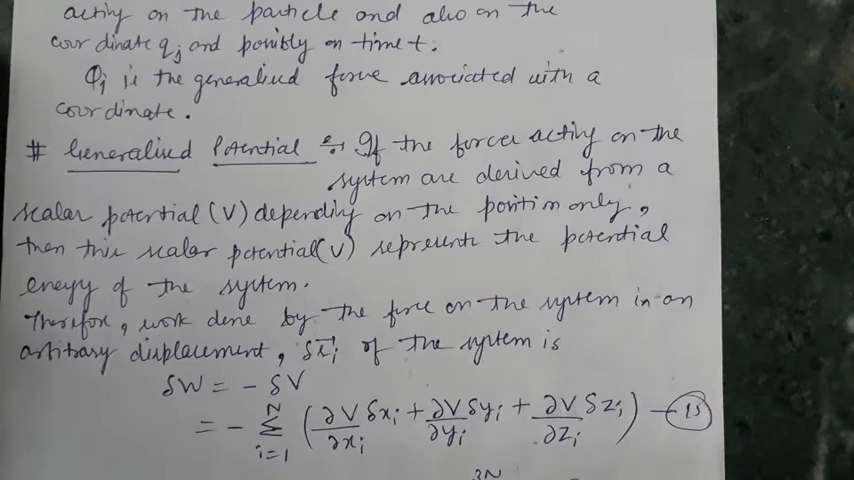 acting on the particle and also on the
coordinate qj and possibly on time t.
Φj is the generalised force associated with a
coordinate.
# Generalised Potential :- If the forces acting on the
system are derived from a
scalar potential (V) depending on the position only,
then this scalar potential (V) represents the potential
energy of the system.
Therefore, work done by the force on the system in an
arbitrary displacement, δr⃗i of the system is
δW = - δV
= - Σ_{i=1}^{N} (∂V/∂xi δxi + ∂V/∂yi δyi + ∂V/∂zi δzi) — 15
3N